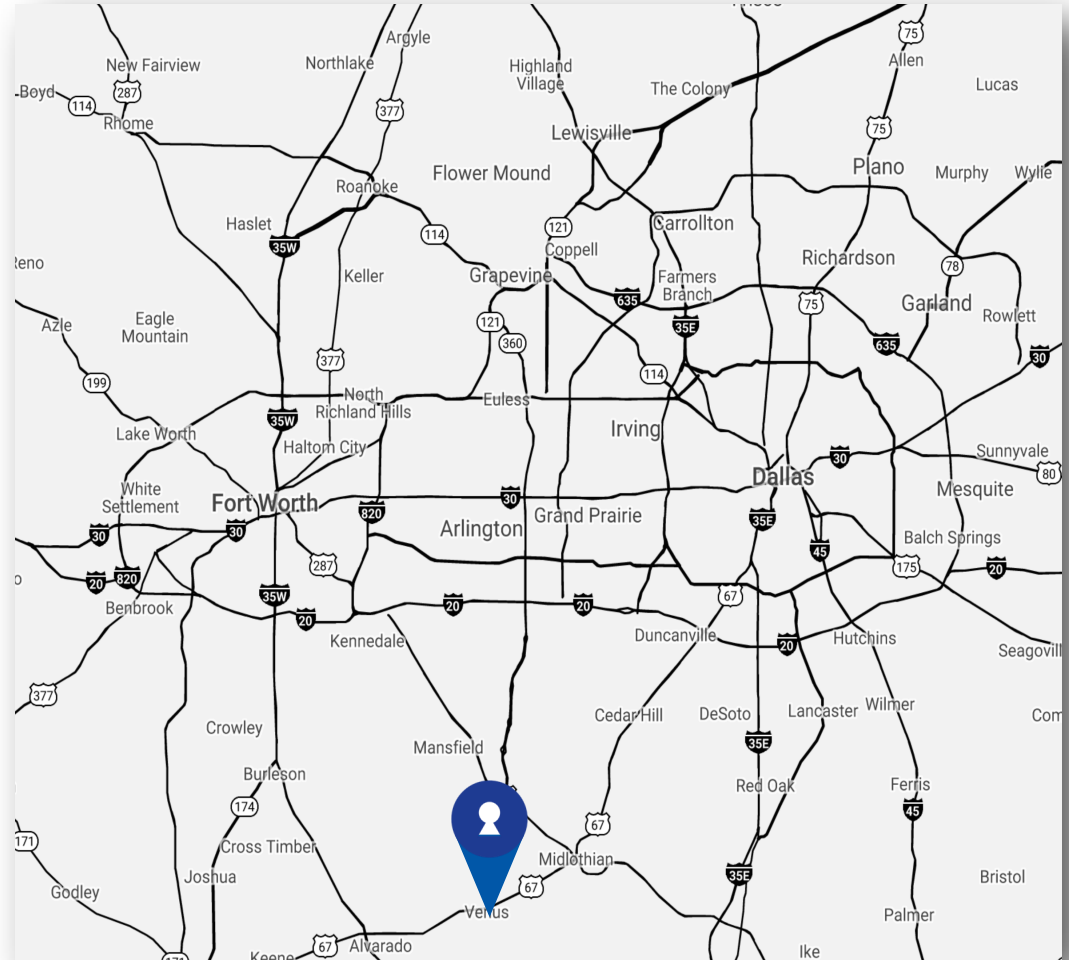 Argyle
75
New Fairview
Northlake
Highland
Village
Allen
Boyd
114
287
377
The Colony
Lucas
Rhome
Lewisville
75
Roanoke
Flower Mound
Plano
Murphy
Wylie
Haslet
35W
114
121
Coppell
Carrollton
Reno
Keller
Grapevine
635
Farmers
Branch
Richardson
78
75
Garland
Azle
Eagle
Mountain
121
360
35E
Rowlett
635
30
199
377
114
North
Richland Hills
Euless
35W
Lake Worth
Haltom City
Irving
30
Sunnyvale
80
White
Settlement
Fort Worth
820
30
Dallas
Mesquite
Arlington
Grand Prairie
35E
30
30
45
Balch Springs
287
175
20
820
Benbrook
35W
20
20
20
67
20
Kennedale
Duncanville
20
Hutchins
Seagovill
377
Crowley
Mansfield
Cedar Hill
DeSoto
Lancaster
Wilmer
Com
35E
Burleson
174
Red Oak
Ferris
45
171
Cross Timber
67
Midlothian
Godley
Joshua
67
35E
Bristol
Venus
Palmer
67
Alvarado
Keene
Ike
171